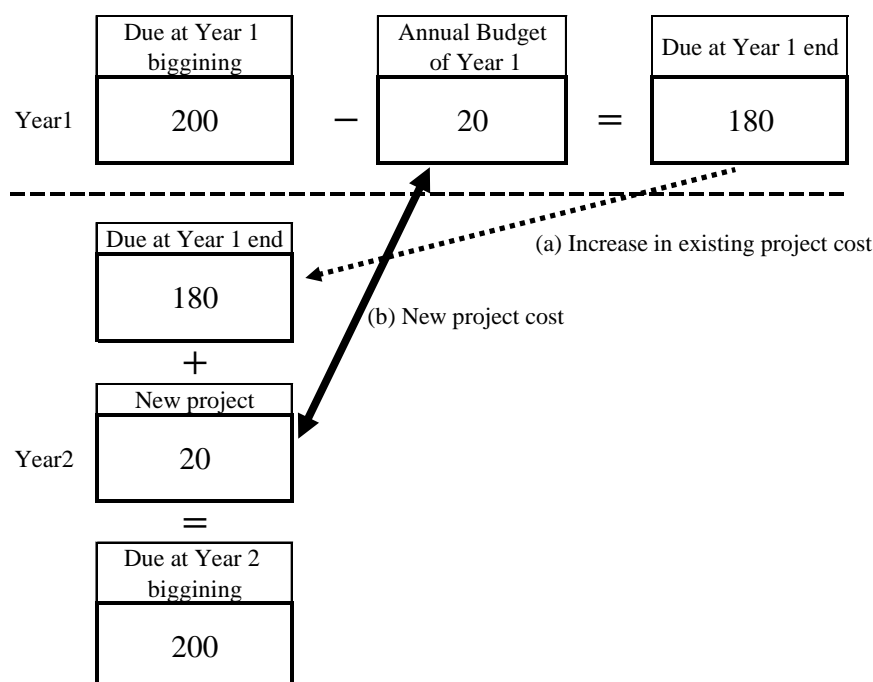 Due at Year 1
biggining
Annual Budget
of Year 1
Due at Year 1 end
Year1
200
−
20
=
180
(a) Increase in existing project cost
Due at Year 1 end
180
(b) New project cost
+
New project
Year2
20
=
Due at Year 2
biggining
200